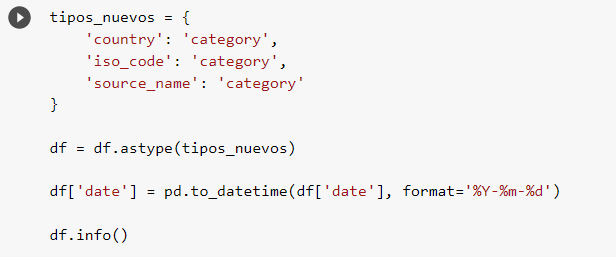 tipos_nuevos = {
    'country': 'category',
    'iso_code': 'category',
    'source_name': 'category'
}
df = df.astype(tipos_nuevos)
df['date'] = pd.to_datetime(df['date'], format='%Y-%m-%d')
df.info()